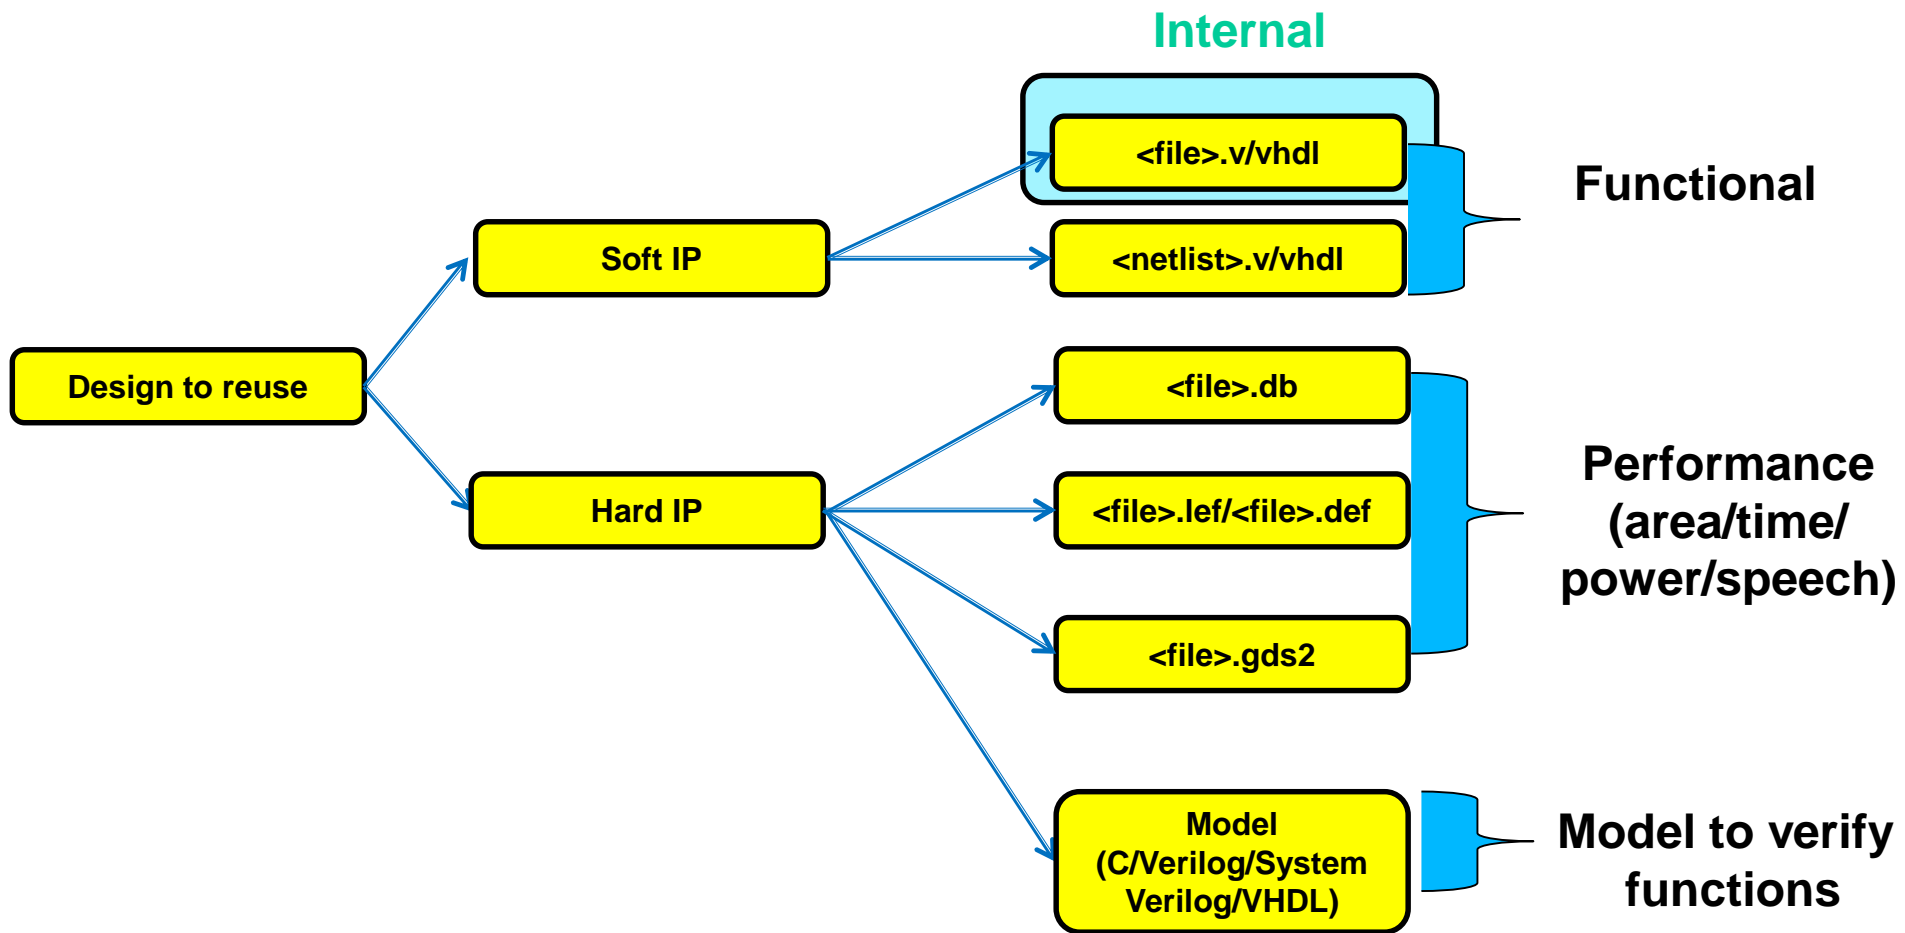 Internal
<file>.v/vhdl
Functional
Soft IP
<netlist>.v/vhdl
Design to reuse
<file>.db
Hard IP
<file>.lef/<file>.def
Performance
(area/time/
power/speech)
<file>.gds2
Model
(C/Verilog/System
Verilog/VHDL)
Model to verify
functions